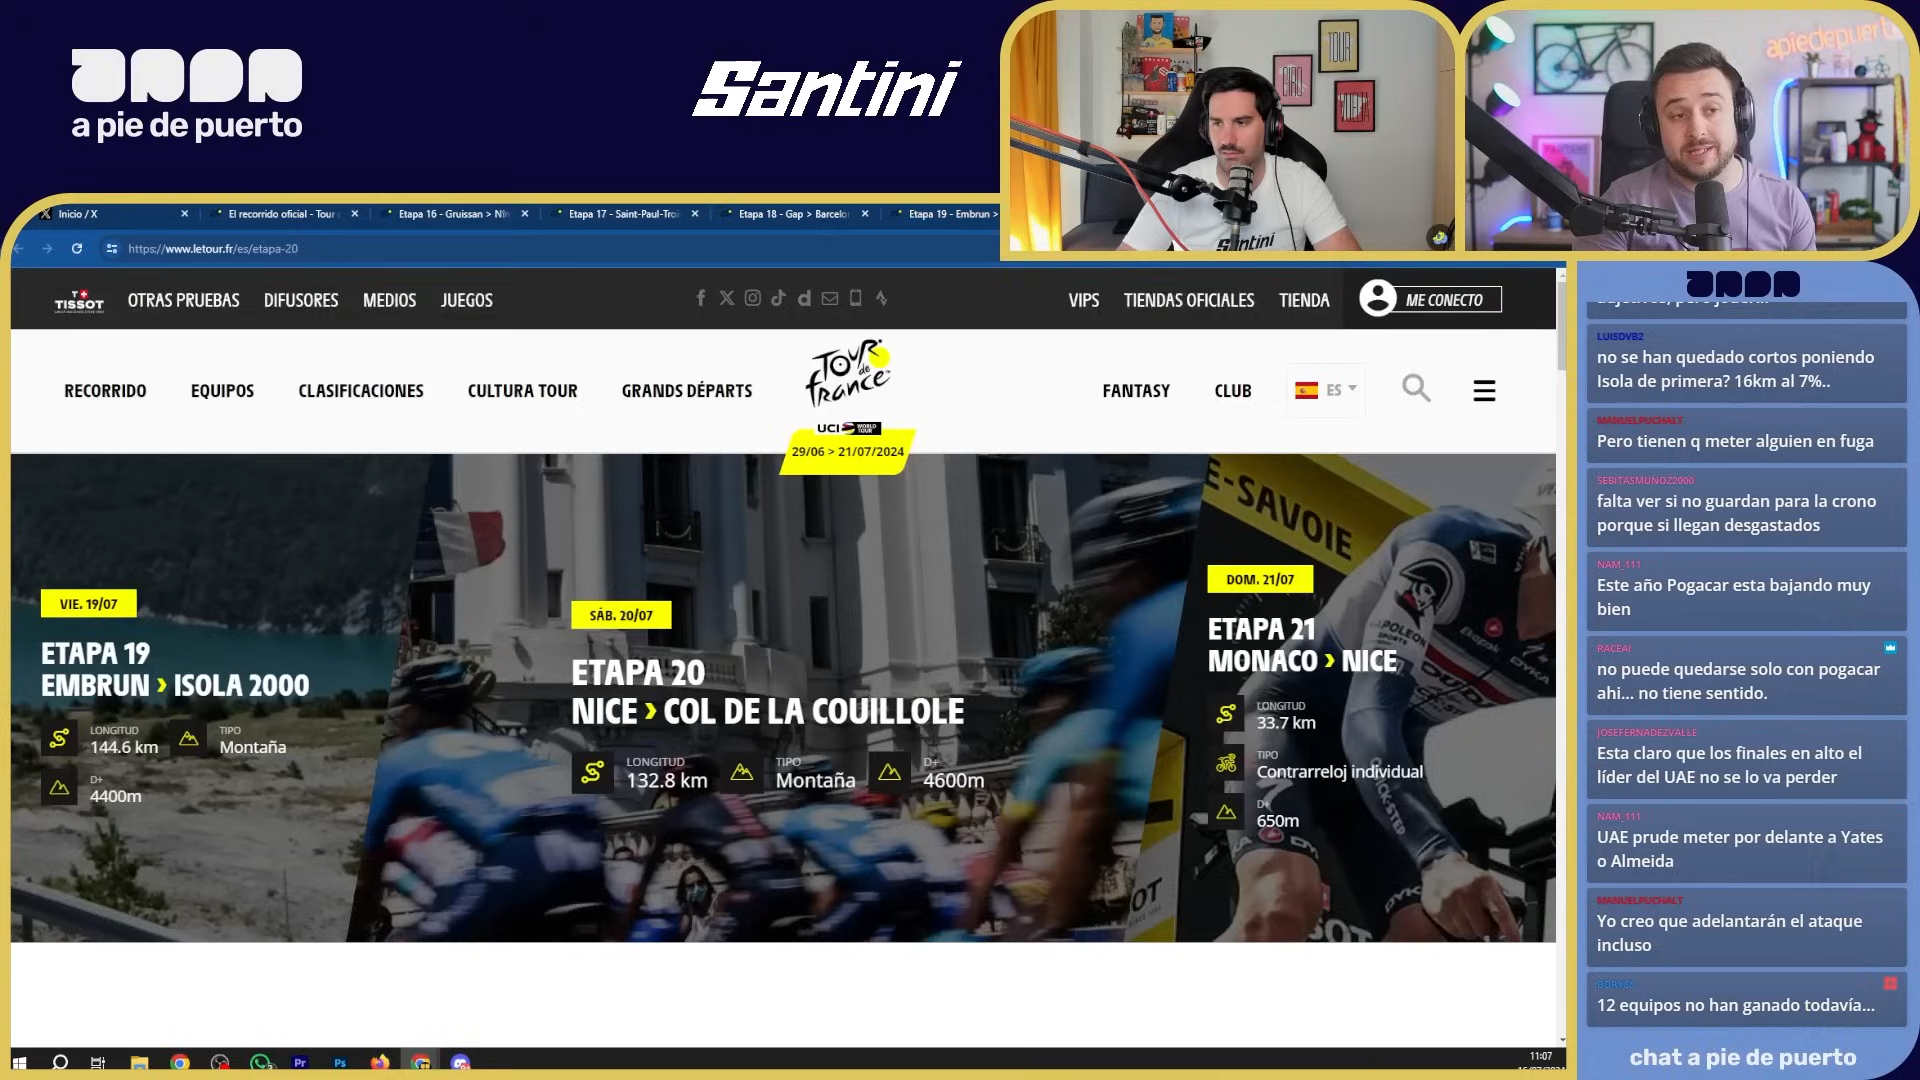 a pie de puerto
Santini
TOUR
GIRO
VUELTA
Santini
apiedepuerto
Inicio / X
El recorrido oficial - Tour
Etapa 16 - Gruissan > Nîm
Etapa 17 - Saint-Paul-Troi
Etapa 18 - Gap > Barcelo
Etapa 19 - Embrun >
https://www.letour.fr/es/etapa-20
TISSOT
OTRAS PRUEBAS
DIFUSORES
MEDIOS
JUEGOS
VIPS
TIENDAS OFICIALES
TIENDA
ME CONECTO
RECORRIDO
EQUIPOS
CLASIFICACIONES
CULTURA TOUR
GRANDS DÉPARTS
TOUR de france
UCI WORLD TOUR
29/06 > 21/07/2024
FANTASY
CLUB
ES
VIE. 19/07
ETAPA 19
EMBRUN > ISOLA 2000
LONGITUD
144.6 km
TIPO
Montaña
D+
4400m
SÁB. 20/07
ETAPA 20
NICE > COL DE LA COUILLOLE
LONGITUD
132.8 km
TIPO
Montaña
D+
4600m
E-SAVOIE
DOM. 21/07
ETAPA 21
MONACO > NICE
LONGITUD
33.7 km
TIPO
Contrarreloj individual
D+
650m
LUISDVB2
no se han quedado cortos poniendo
Isola de primera? 16km al 7%..
MANUELPUCHALT
Pero tienen q meter alguien en fuga
SEBITASMUNOZ2000
falta ver si no guardan para la crono
porque si llegan desgastados
NAM_111
Este año Pogacar esta bajando muy
bien
RACEAI
no puede quedarse solo con pogacar
ahi... no tiene sentido.
JOSEFERNADEZVALLE
Esta claro que los finales en alto el
líder del UAE no se lo va perder
NAM_111
UAE prude meter por delante a Yates
o Almeida
MANUELPUCHALT
Yo creo que adelantarán el ataque
incluso
12 equipos no han ganado todavía...
chat a pie de puerto
11:07